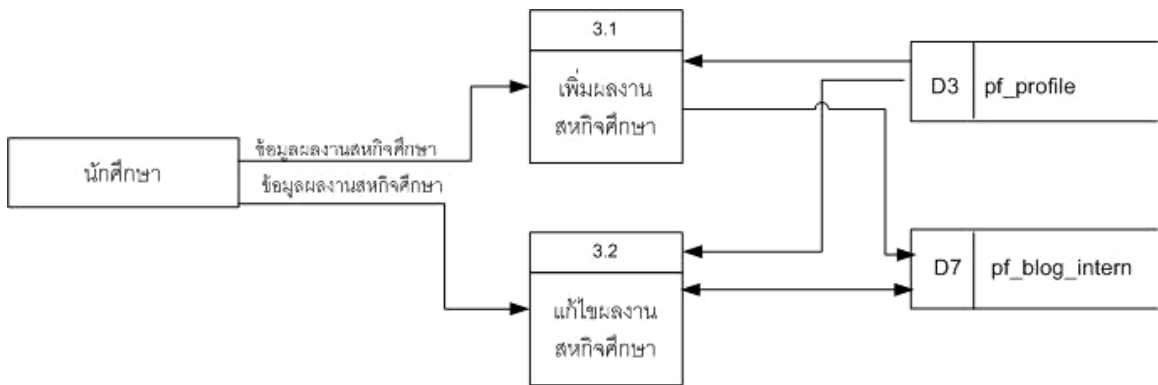 3.1
เพิ่มผลงาน
สหกิจศึกษา
D3 pf_profile
นักศึกษา
ข้อมูลผลงานสหกิจศึกษา
ข้อมูลผลงานสหกิจศึกษา
3.2
แก้ไขผลงาน
สหกิจศึกษา
D7 pf_blog_intern